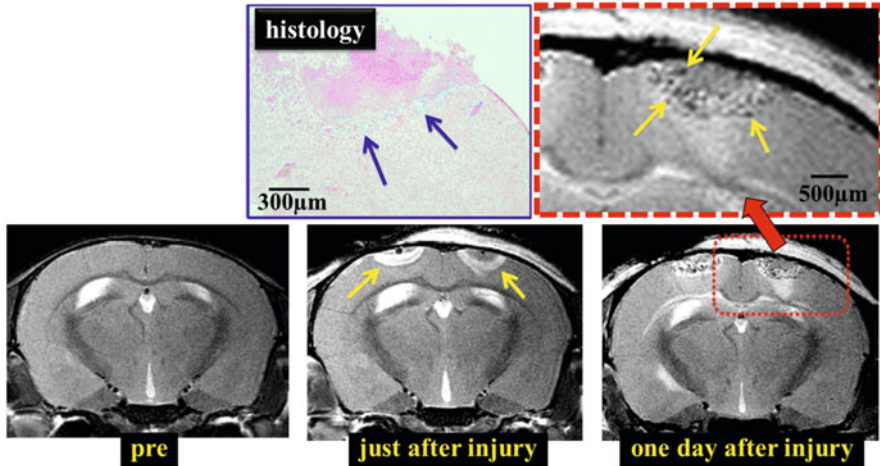 histology
300µm
500µm
pre
just after injury
one day after injury